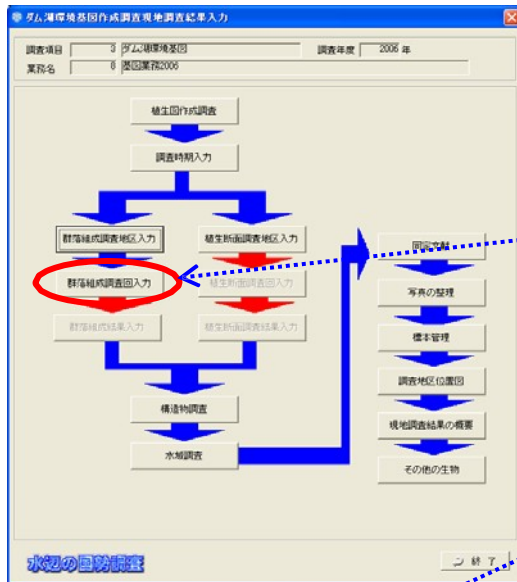 ダム湖環境基図作成調査現地調査結果入力
調査項目 3 ダム湖環境基図 調査年度 2006 年
業務名 8 基図業務2006
植生図作成調査
調査時期入力
群落組成調査地区入力
植生断面調査地区入力
群落組成調査回入力
植生断面調査回入力
群落組成結果入力
植生断面調査結果入力
構造物調査
水域調査
同定文献
写真の整理
標本管理
調査地区位置図
現地調査結果の概要
その他の生物
水辺の国勢調査
終了